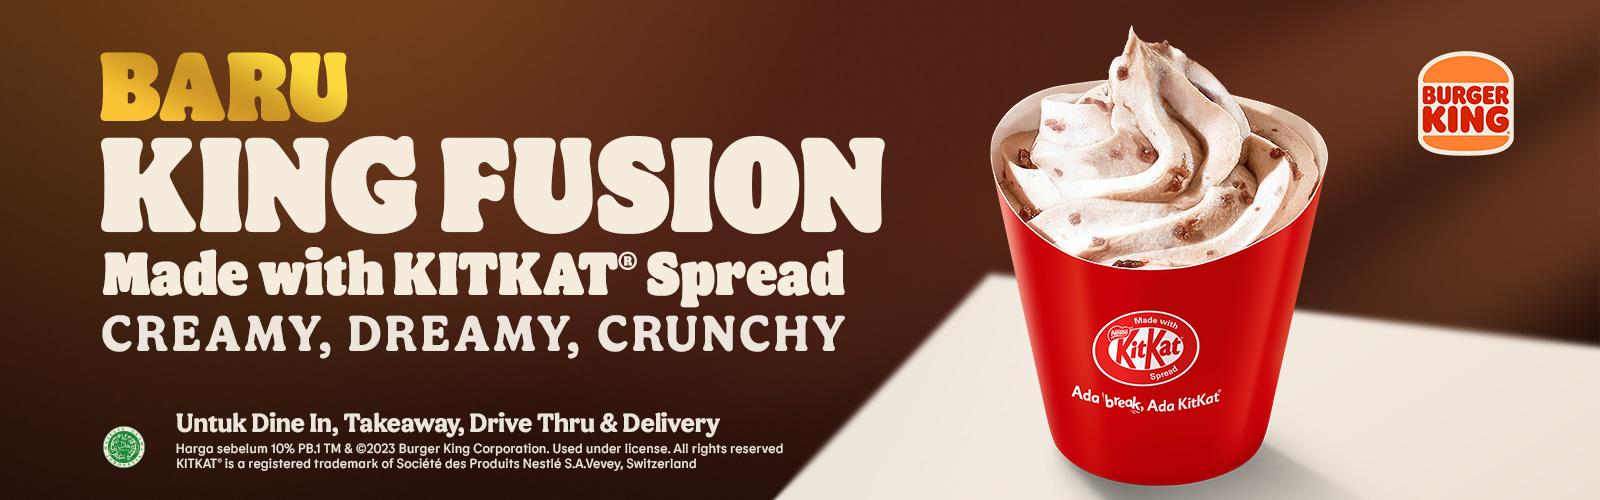 BARU
KING FUSION
Made with KITKAT® Spread
CREAMY, DREAMY, CRUNCHY
Untuk Dine In, Takeaway, Drive Thru & Delivery
Harga sebelum 10% PB.1 TM & ©2023 Burger King Corporation. Used under license. All rights reserved
KITKAT® is a registered trademark of Société des Produits Nestlé S.A.Vevey, Switzerland
Made with
Nestlé
KitKat
Spread
Ada break, Ada KitKat®
BURGER
KING®